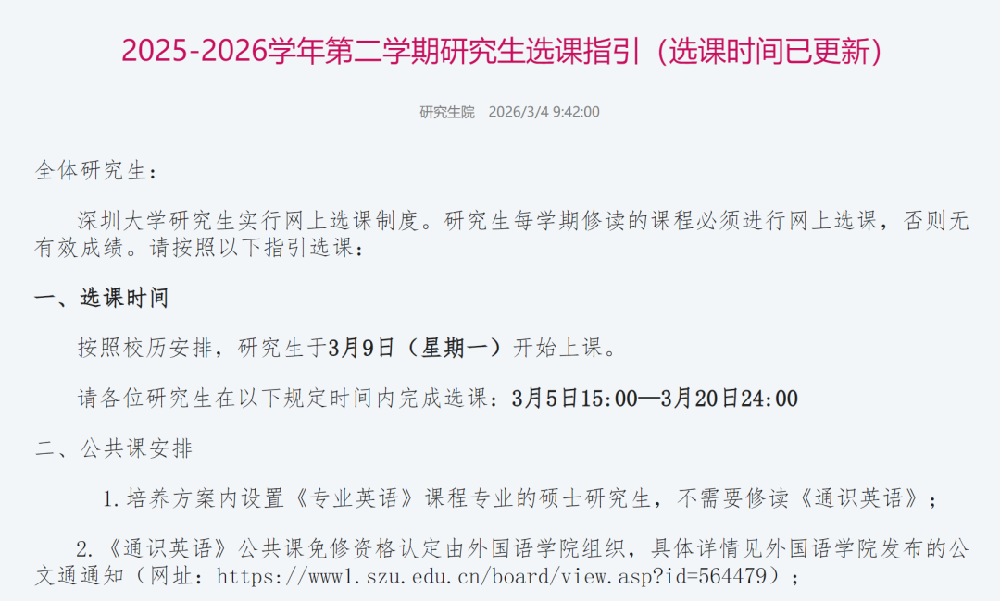 2025-2026学年第二学期研究生选课指引（选课时间已更新）
研究生院 2026/3/4 9:42:00
全体研究生：
深圳大学研究生实行网上选课制度。研究生每学期修读的课程必须进行网上选课，否则无
有效成绩。请按照以下指引选课：
一、选课时间
按照校历安排，研究生于3月9日（星期一）开始上课。
请各位研究生在以下规定时间内完成选课：3月5日15:00—3月20日24:00
二、公共课安排
1.培养方案内设置《专业英语》课程专业的硕士研究生，不需要修读《通识英语》；
2.《通识英语》公共课免修资格认定由外国语学院组织，具体详情见外国语学院发布的公
文通通知（网址：https://www1.szu.edu.cn/board/view.asp?id=564479）；